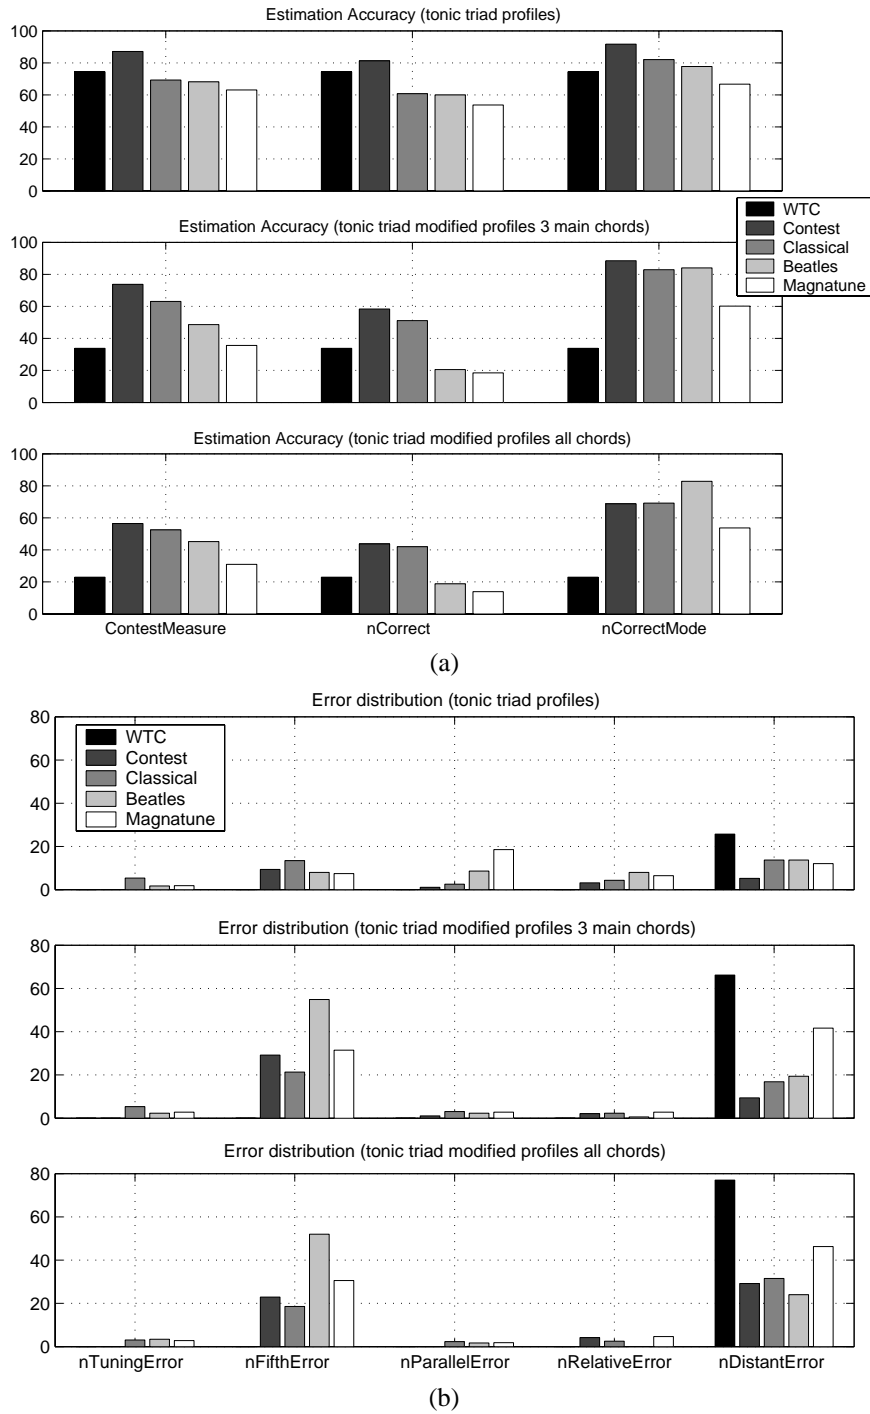 Estimation Accuracy (tonic triad profiles)
100
80
60
40
20
0
Estimation Accuracy (tonic triad modified profiles 3 main chords)
100
80
60
40
20
0
WTC
Contest
Classical
Beatles
Magnatune
Estimation Accuracy (tonic triad modified profiles all chords)
100
80
60
40
20
0
ContestMeasure nCorrect nCorrectMode
(a)
Error distribution (tonic triad profiles)
80
60
40
20
0
WTC
Contest
Classical
Beatles
Magnatune
Error distribution (tonic triad modified profiles 3 main chords)
80
60
40
20
0
Error distribution (tonic triad modified profiles all chords)
80
60
40
20
0
nTuningError nFifthError nParallelError nRelativeError nDistantError
(b)